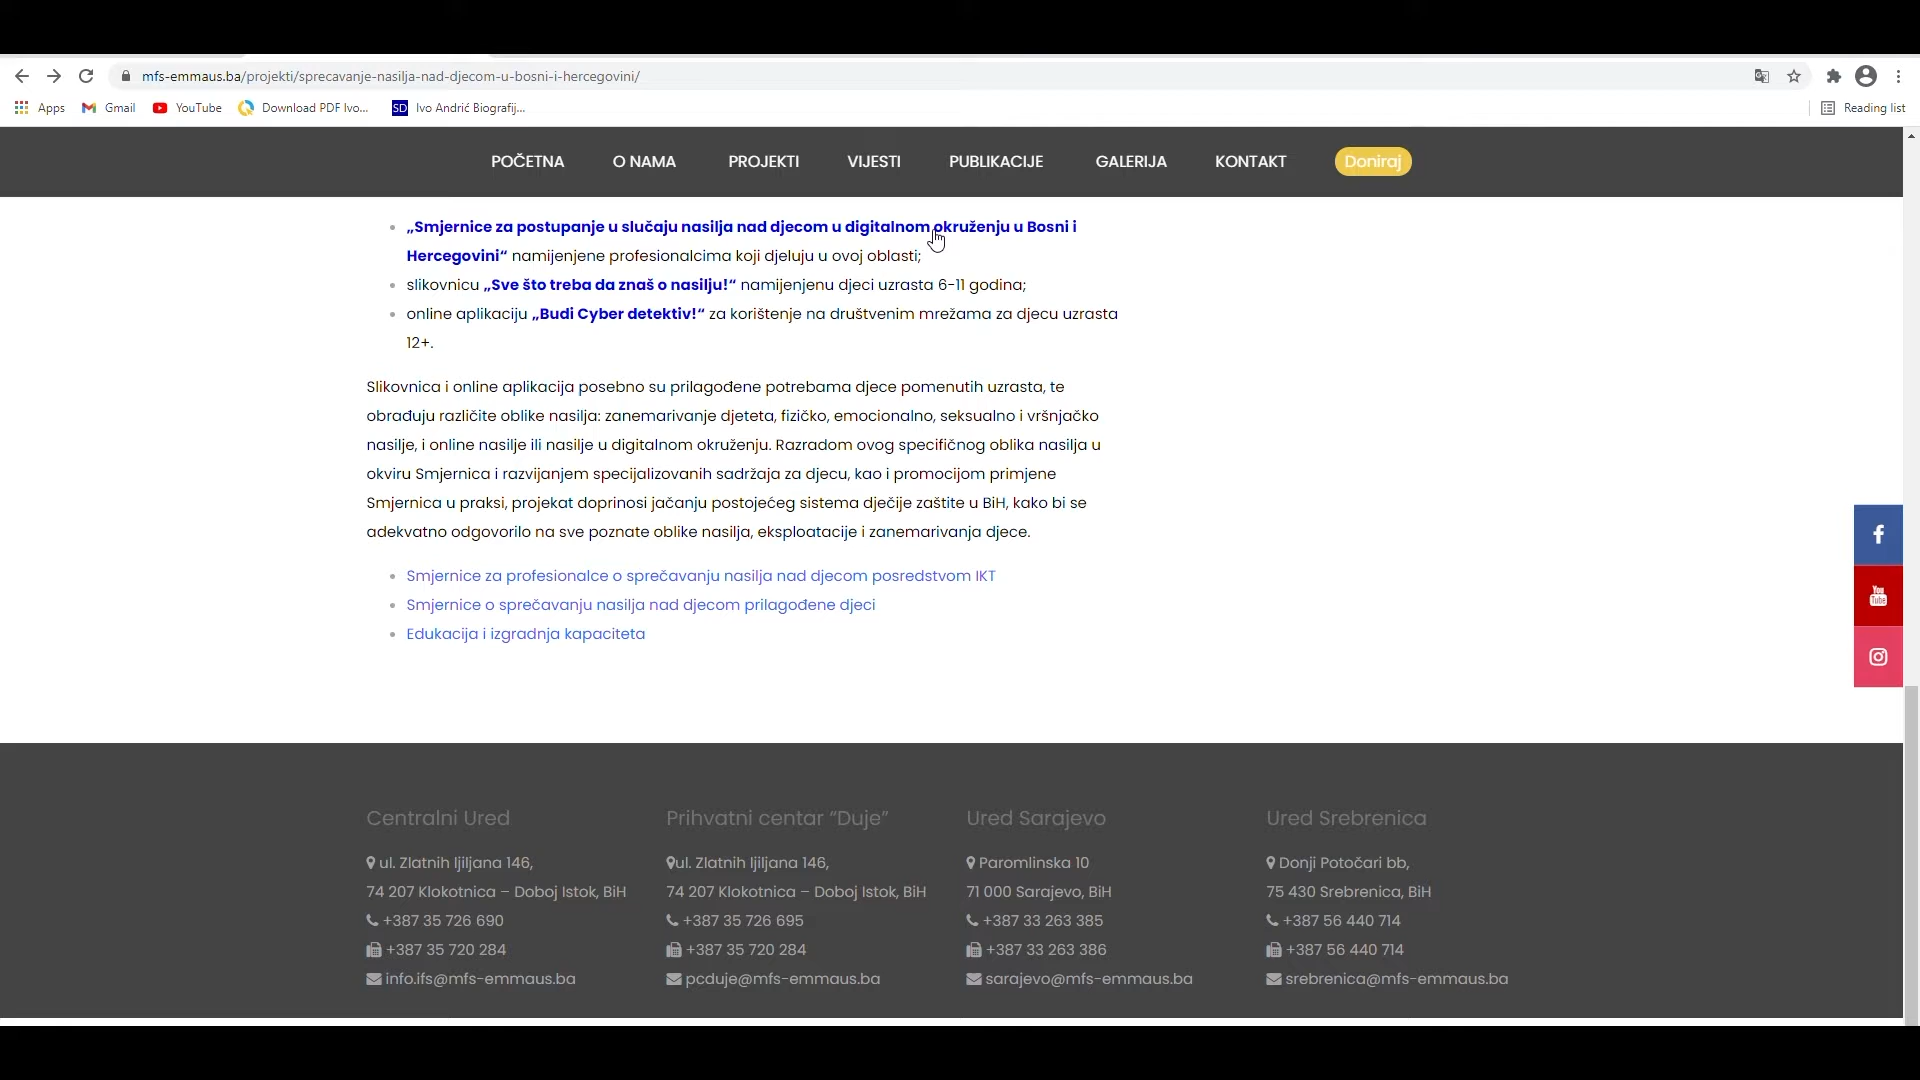 mfs-emmaus.ba/projekti/sprecavanje-nasilja-nad-djecom-u-bosni-i-hercegovini/
Apps Gmail YouTube Download PDF Ivo... SD Ivo Andrić Biografij... Reading list
POČETNA O NAMA PROJEKTI VIJESTI PUBLIKACIJE GALERIJA KONTAKT Doniraj
„Smjernice za postupanje u slučaju nasilja nad djecom u digitalnom okruženju u Bosni i
Hercegovini“ namijenjene profesionalcima koji djeluju u ovoj oblasti;
slikovnicu „Sve što treba da znaš o nasilju!“ namijenjenu djeci uzrasta 6-11 godina;
online aplikaciju „Budi Cyber detektiv!“ za korištenje na društvenim mrežama za djecu uzrasta
12+.
Slikovnica i online aplikacija posebno su prilagođene potrebama djece pomenutih uzrasta, te
obrađuju različite oblike nasilja: zanemarivanje djeteta, fizičko, emocionalno, seksualno i vršnjačko
nasilje, i online nasilje ili nasilje u digitalnom okruženju. Razradom ovog specifičnog oblika nasilja u
okviru Smjernica i razvijanjem specijalizovanih sadržaja za djecu, kao i promocijom primjene
Smjernica u praksi, projekat doprinosi jačanju postojećeg sistema dječije zaštite u BiH, kako bi se
adekvatno odgovorilo na sve poznate oblike nasilja, eksploatacije i zanemarivanja djece.
Smjernice za profesionalce o sprečavanju nasilja nad djecom posredstvom IKT
Smjernice o sprečavanju nasilja nad djecom prilagođene djeci
Edukacija i izgradnja kapaciteta
You Tube
Centralni Ured
ul. Zlatnih ljiljana 146,
74 207 Klokotnica – Doboj Istok, BiH
+387 35 726 690
+387 35 720 284
info.ifs@mfs-emmaus.ba
Prihvatni centar “Duje”
ul. Zlatnih ljiljana 146,
74 207 Klokotnica – Doboj Istok, BiH
+387 35 726 695
+387 35 720 284
pcduje@mfs-emmaus.ba
Ured Sarajevo
Paromlinska 10
71 000 Sarajevo, BiH
+387 33 263 385
+387 33 263 386
sarajevo@mfs-emmaus.ba
Ured Srebrenica
Donji Potočari bb,
75 430 Srebrenica, BiH
+387 56 440 714
+387 56 440 714
srebrenica@mfs-emmaus.ba